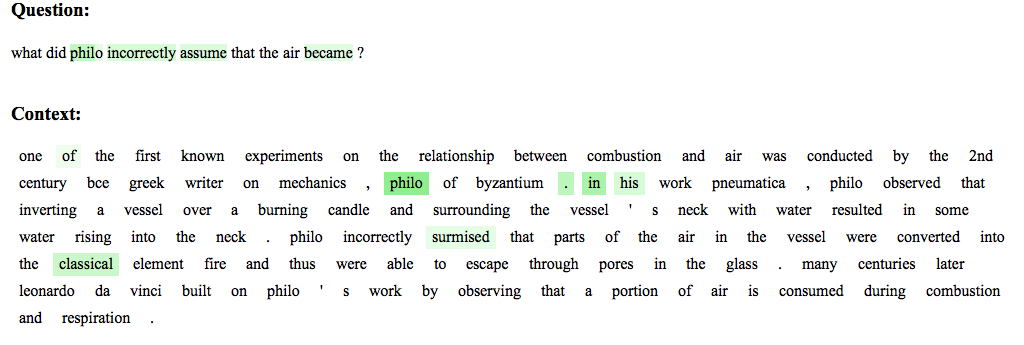 Question:
what did philo incorrectly assume that the air became ?
Context:
one of the first known experiments on the relationship between combustion and air was conducted by the 2nd
century bce greek writer on mechanics , philo of byzantium . in his work pneumatica , philo observed that
inverting a vessel over a burning candle and surrounding the vessel ' s neck with water resulted in some
water rising into the neck . philo incorrectly surmised that parts of the air in the vessel were converted into
the classical element fire and thus were able to escape through pores in the glass . many centuries later
leonardo da vinci built on philo ' s work by observing that a portion of air is consumed during combustion
and respiration .